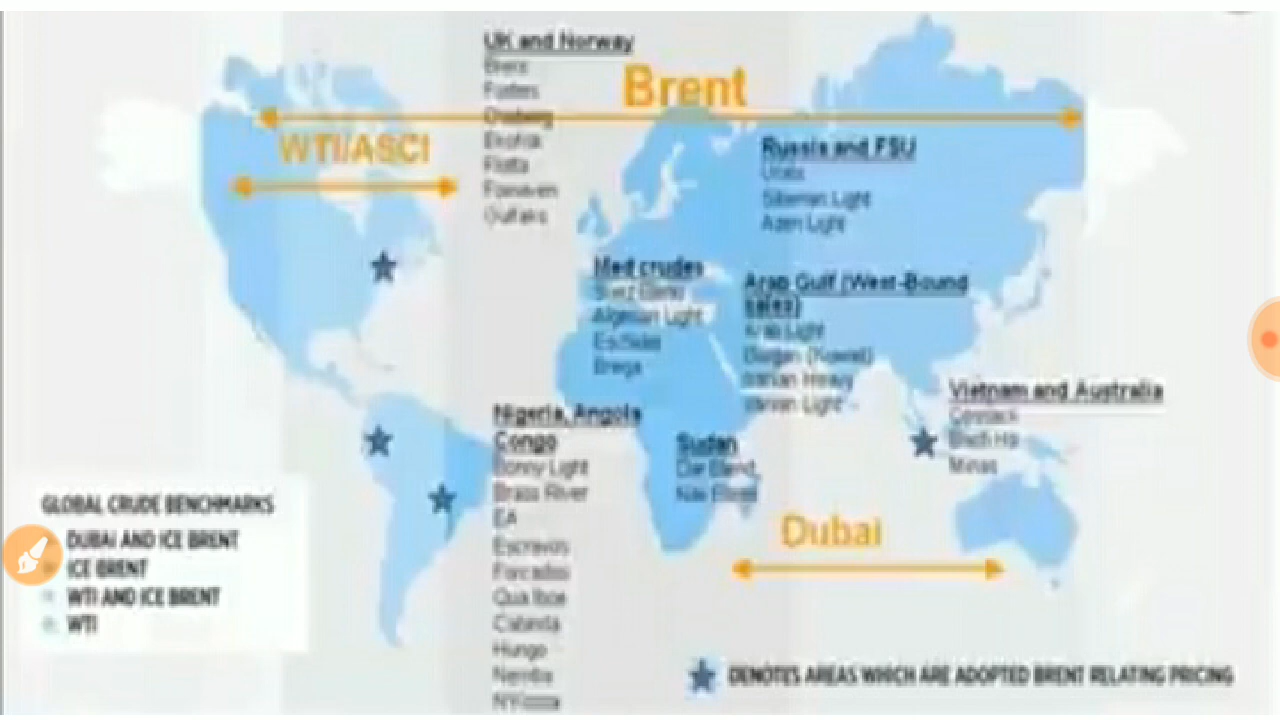 UK and Norway
Brent
Brent
Ekofisk
Flotta
Foinaven
Gulfaks
WTI/ASCI
Russia and FSU
Urals
Siberian Light
Azeri Light
Med crudes
Suez Blend
Algerian Light
Es/Sider
Brega
Arab Gulf (West-Bound
sales)
Arab Light
Burgan (Kuwait)
Iranian Heavy
Iranian Light
Vietnam and Australia
Minas
Nigeria, Angola
Congo
Bonny Light
Brass River
EA
Escravos
Forcados
Qua Iboe
Cabinda
Hungo
Nemba
Sudan
Dar Blend
Nile Blend
Dubai
GLOBAL CRUDE BENCHMARKS
DUBAI AND ICE BRENT
ICE BRENT
WTI AND ICE BRENT
WTI
DENOTES AREAS WHICH ARE ADOPTED BRENT RELATING PRICING